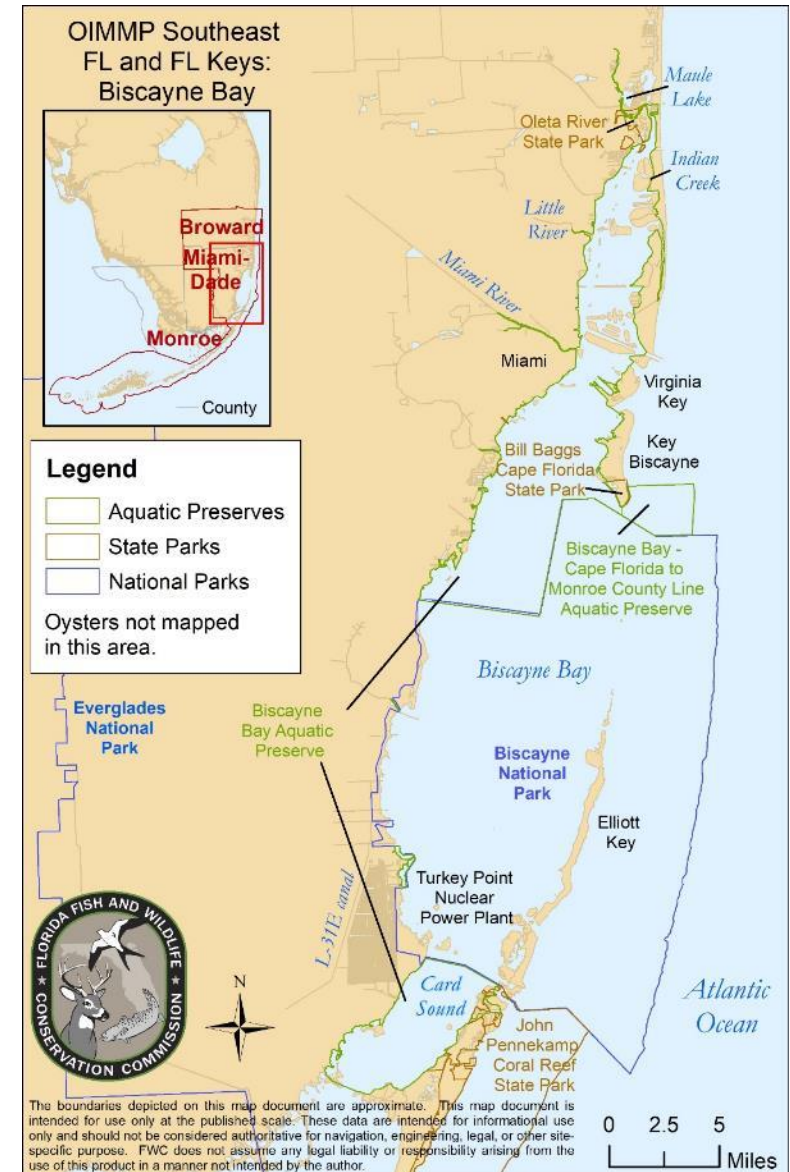 OIMMP Southeast
FL and FL Keys:
Biscayne Bay
Broward
Miami-
Dade
Monroe
County
Legend
Aquatic Preserves
State Parks
National Parks
Oysters not mapped
in this area.
Maule
Lake
Oleta River
State Park
Indian
Creek
Little
River
Miami River
Miami
Virginia
Key
Key
Biscayne
Bill Baggs
Cape Florida
State Park
Biscayne Bay -
Cape Florida to
Monroe County Line
Aquatic Preserve
Biscayne Bay
Everglades
National
Park
Biscayne
Bay Aquatic
Preserve
Biscayne
National
Park
Elliott
Key
Turkey Point
Nuclear
Power Plant
L-31E canal
Card
Sound
Atlantic
Ocean
John
Pennekamp
Coral Reef
State Park
FLORIDA FISH AND WILDLIFE
CONSERVATION COMMISSION
N
The boundaries depicted on this map document are approximate. This map document is
intended for use only at the published scale. These data are intended for informational use
only and should not be considered authoritative for navigation, engineering, legal, or other site-
specific purpose. FWC does not assume any legal liability or responsibility arising from the
use of this product in a manner not intended by the author.
0 2.5 5
Miles